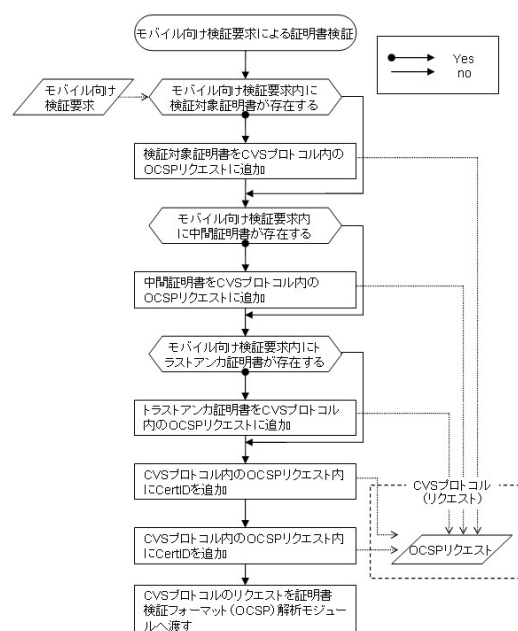 モバイル向け検証要求による証明書検証
Yes
no
モバイル向け
検証要求
モバイル向け検証要求内に
検証対象証明書が存在する
検証対象証明書をCVSプロトコル内の
OCSPリクエストに追加
モバイル向け検証要求内
に中間証明書が存在する
中間証明書をCVSプロトコル内の
OCSPリクエストに追加
モバイル向け検証要求内にト
ラストアンカ証明書が存在する
トラストアンカ証明書をCVSプロトコル
内のOCSPリクエストに追加
CVSプロトコル内のOCSPリクエスト内
にCertIDを追加
CVSプロトコル
(リクエスト)
OCSPリクエスト
CVSプロトコル内のOCSPリクエスト内
にCertIDを追加
CVSプロトコルのリクエストを証明書
検証フォーマット(OCSP)解析モジュー
ルへ渡す